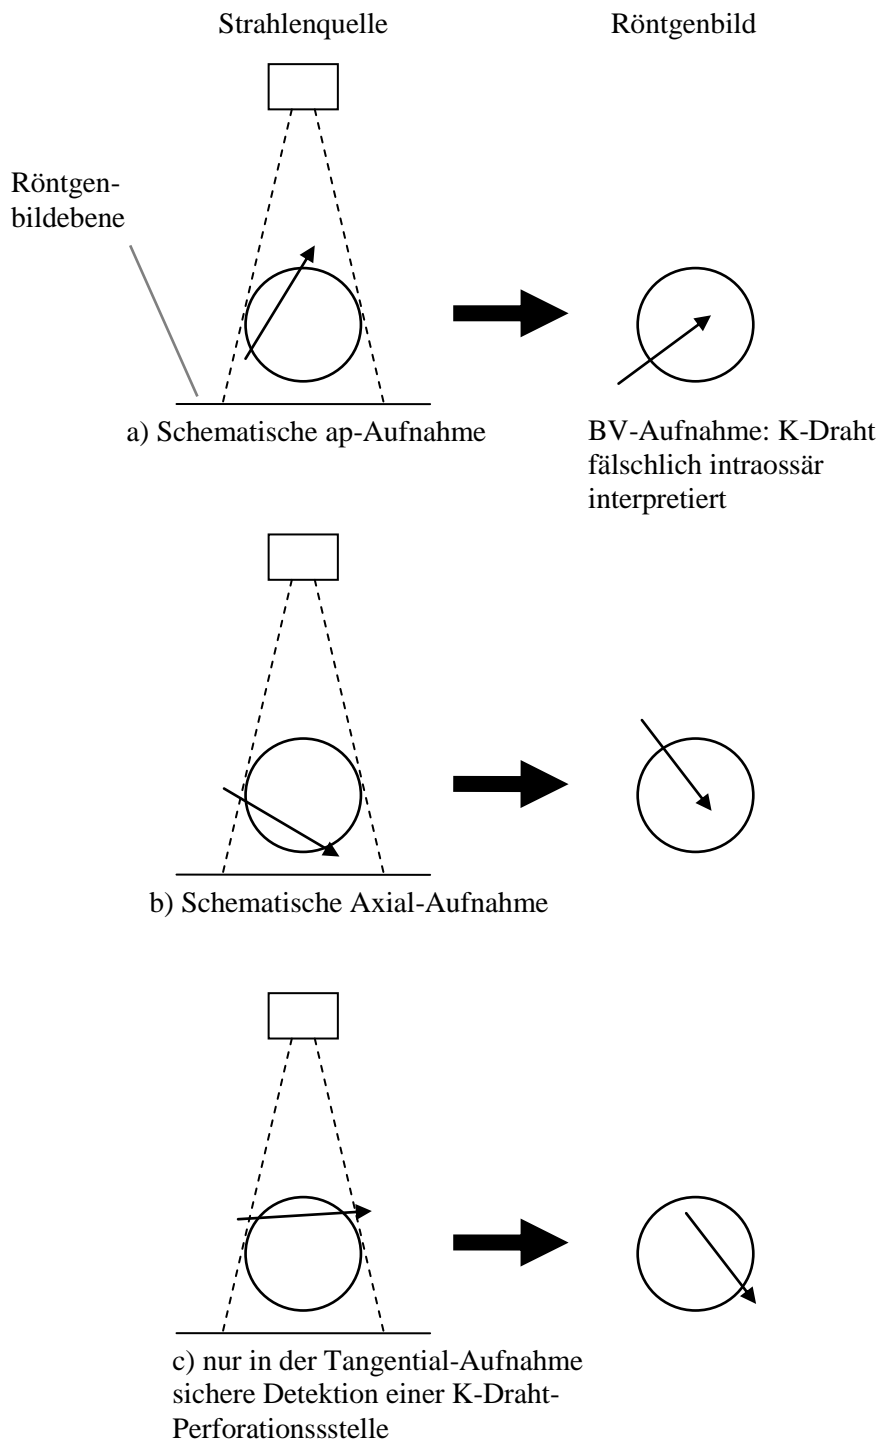 Strahlenquelle
Röntgenbild
Röntgen-
bildebene
a) Schematische ap-Aufnahme
BV-Aufnahme: K-Draht
fälschlich intraossär
interpretiert
b) Schematische Axial-Aufnahme
c) nur in der Tangential-Aufnahme
sichere Detektion einer K-Draht-
Perforationssstelle